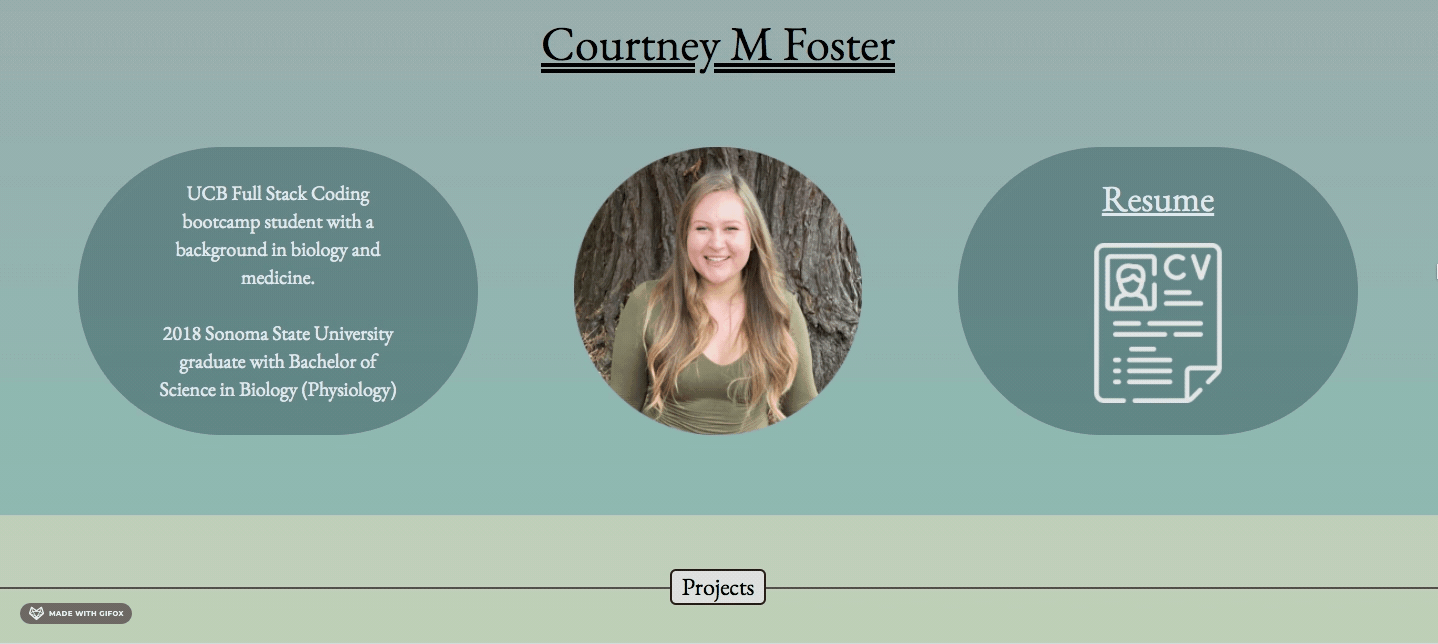 Courtney M Foster
UCB Full Stack Coding
bootcamp student with a
background in biology and
medicine.
2018 Sonoma State University
graduate with Bachelor of
Science in Biology (Physiology)
Resume
CV
Projects
MADE WITH GIFOX